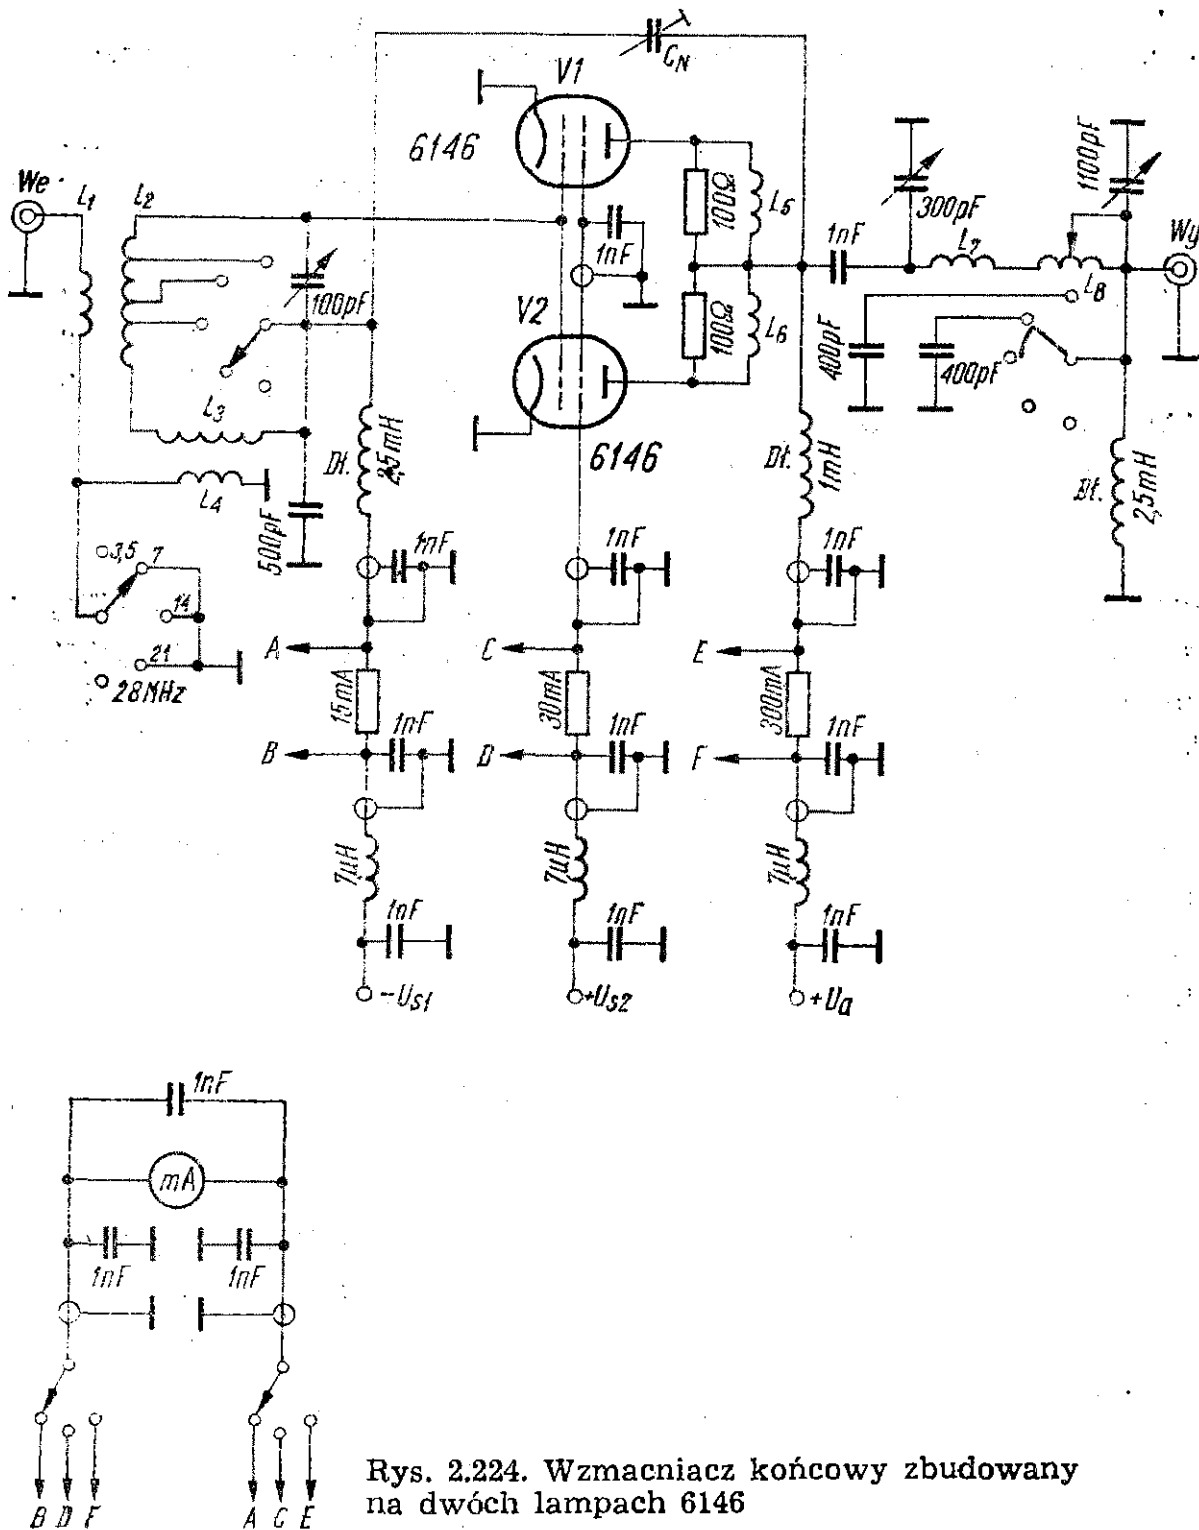 C_N
V1
6146
We
L1
L2
100Ω
L5
300pF
1100pF
Wy
1nF
1nF
L7
L8
100pF
V2
100Ω
L6
400pF
400pF
L3
6146
Dł.
2,5mH
Dł.
1mH
Dł.
2,5mH
L4
500pF
3,5
7
14
21
28MHz
1nF
1nF
1nF
A
C
E
15mA
30mA
300mA
1nF
1nF
1nF
B
D
F
7µH
7µH
7µH
1nF
1nF
1nF
-Us1
+Us2
+Ua
1nF
mA
1nF
1nF
B D F
A C E
Rys. 2.224. Wzmacniacz końcowy zbudowany
na dwóch lampach 6146